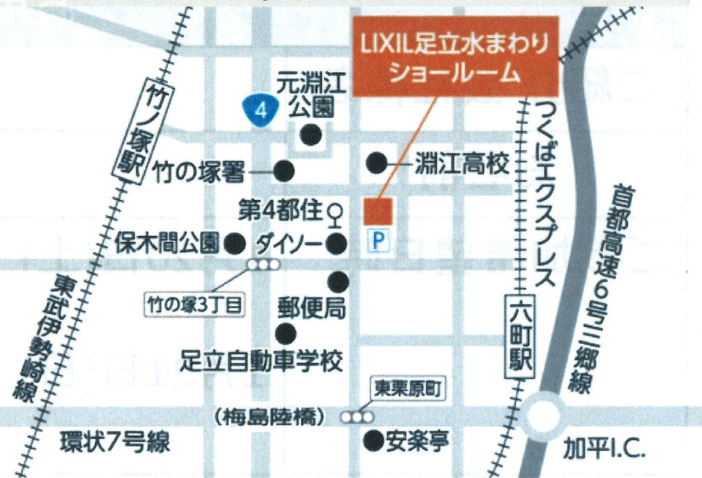 LIXIL足立水まわり
ショールーム
元淵江
公園
4
竹ノ塚駅
竹の塚署
淵江高校
つくばエクスプレス
第4都住
P
保木間公園
ダイソー
首都高速6号三郷線
東武伊勢崎線
竹の塚3丁目
郵便局
六町駅
足立自動車学校
東栗原町
(梅島陸橋)
環状7号線
安楽亭
加平I.C.